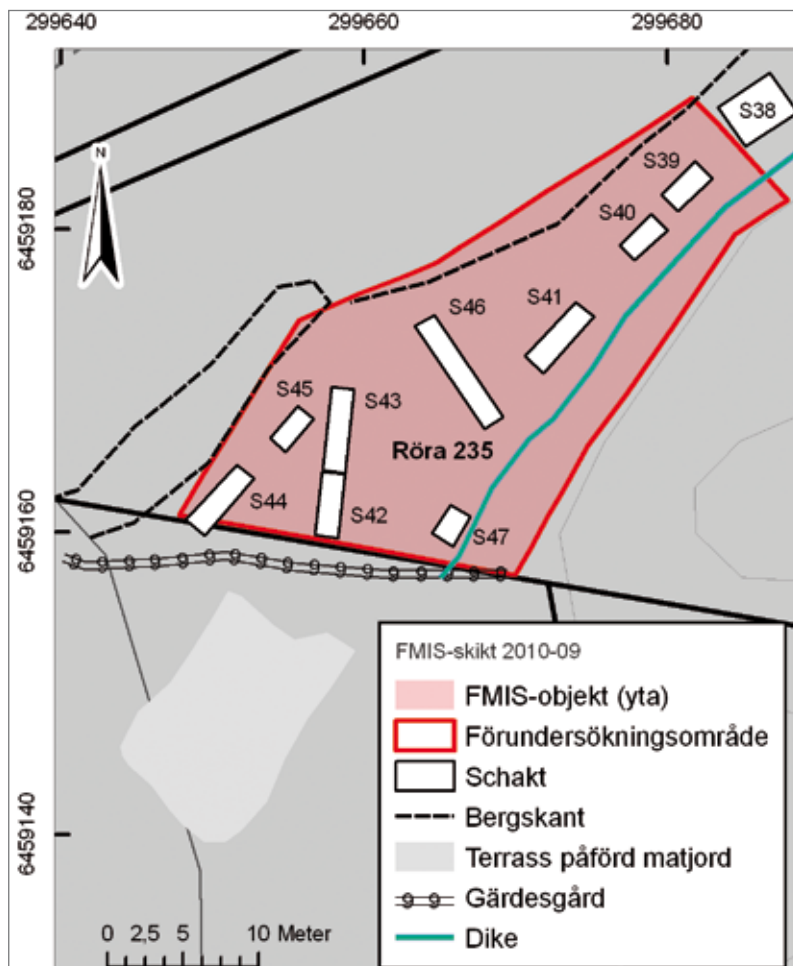 299640 299660 299680
N
6459180
6459160
6459140
S38
S39
S40
S41
S46
S45
S43
Röra 235
S44
S42
S47
FMIS-skikt 2010-09
FMIS-objekt (yta)
Förundersökningsområde
Schakt
Bergskant
Terrass påförd matjord
Gärdesgård
Dike
0 2,5 5 10 Meter